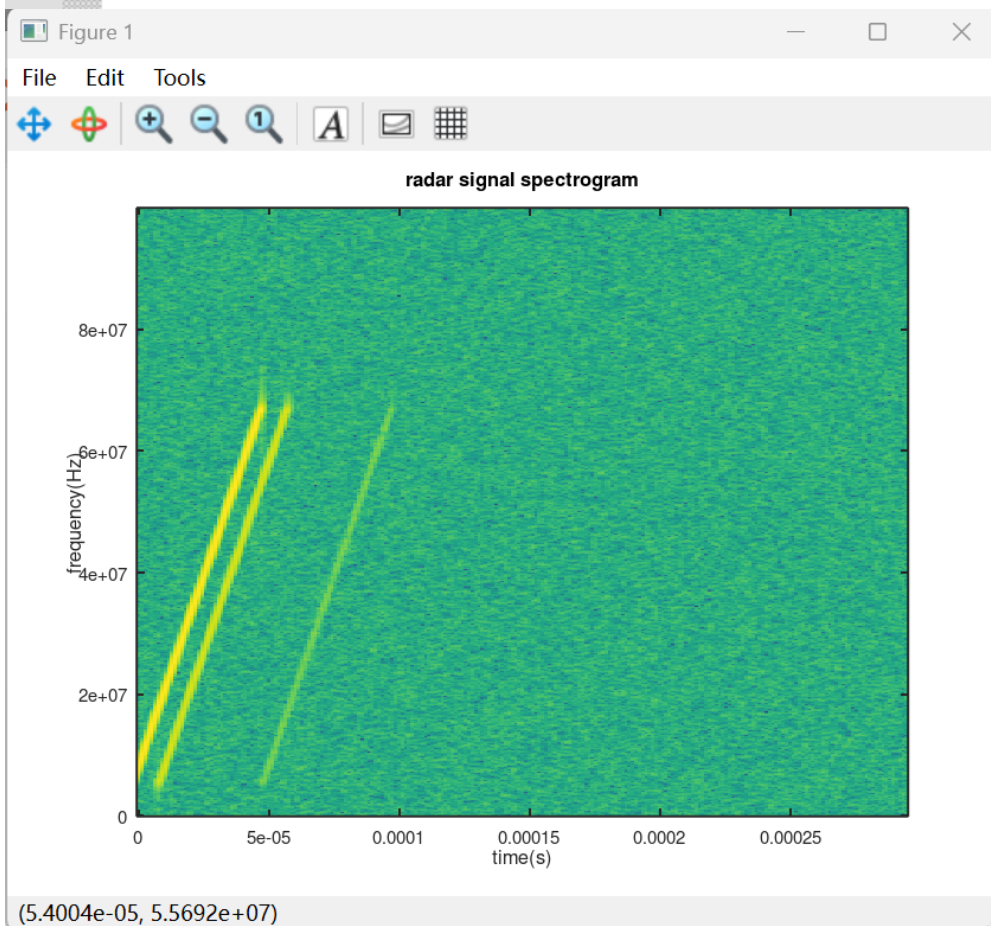 Figure 1
File Edit Tools
1 A
radar signal spectrogram
8e+07
6e+07
frequency(Hz)
4e+07
2e+07
0
0 5e-05 0.0001 0.00015 0.0002 0.00025
time(s)
(5.4004e-05, 5.5692e+07)